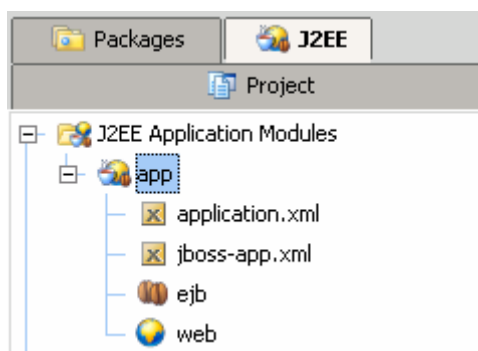 Packages J2EE
Project
J2EE Application Modules
app
application.xml
jboss-app.xml
ejb
web